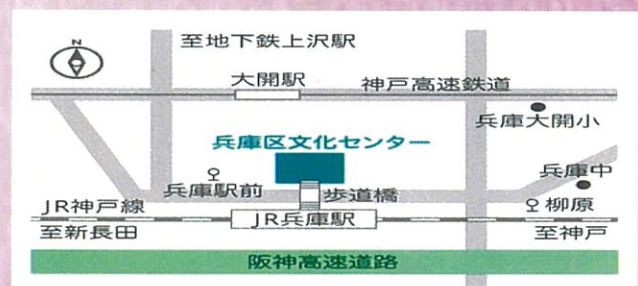 N
至地下鉄上沢駅
大開駅
神戸高速鉄道
兵庫大開小
兵庫区文化センター
兵庫中
兵庫駅前
歩道橋
柳原
JR神戸線
JR兵庫駅
至新長田
至神戸
阪神高速道路